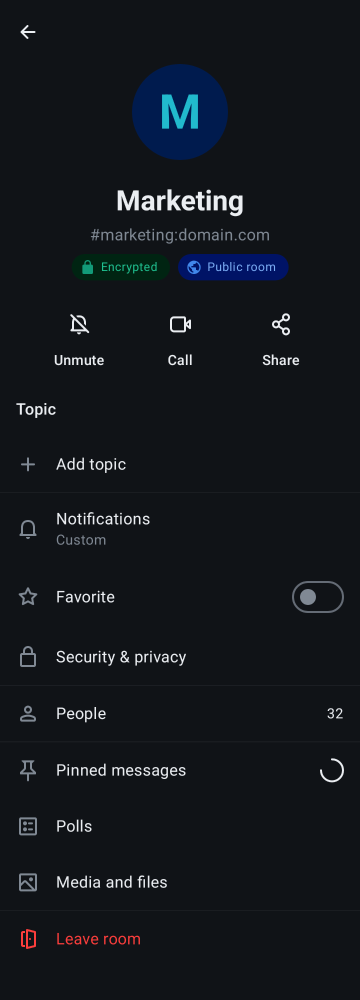 M
Marketing
#marketing:domain.com
Encrypted
Public room
Unmute
Call
Share
Topic
Add topic
Notifications
Custom
Favorite
Security & privacy
People
32
Pinned messages
Polls
Media and files
Leave room